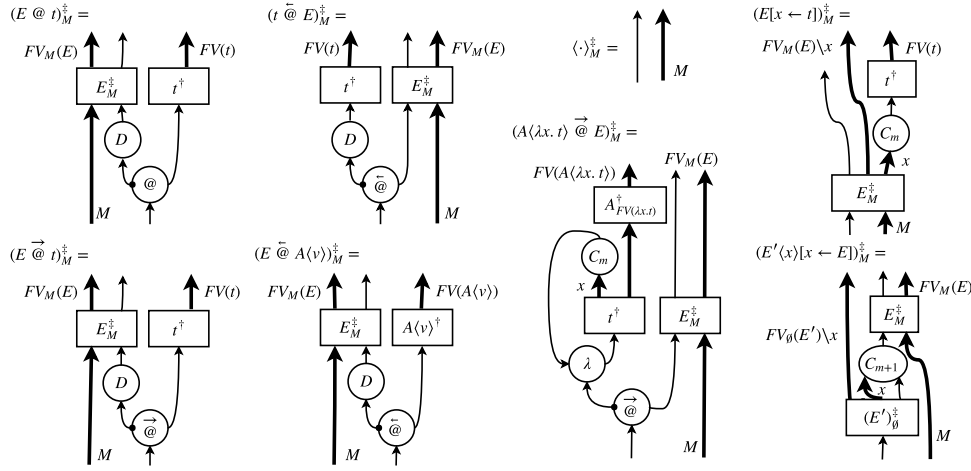 (E @ t)‡M =
FVM(E)
FV(t)
E‡M
t†
D
@
M
(t @⃖ E)‡M =
FV(t)
FVM(E)
t†
E‡M
D
@⃖
M
⟨·⟩‡M =
M
(E[x ← t])‡M =
FVM(E)\x
FV(t)
t†
Cm
x
E‡M
M
(A⟨λx. t⟩ @⃗ E)‡M =
FV(A⟨λx. t⟩)
FVM(E)
A†FV(λx.t)
Cm
x
t†
E‡M
λ
@⃗
M
(E @⃗ t)‡M =
FVM(E)
FV(t)
E‡M
t†
D
@⃗
M
(E @⃖ A⟨v⟩)‡M =
FVM(E)
FV(A⟨v⟩)
E‡M
A⟨v⟩†
D
@⃖
M
(E′⟨x⟩[x ← E])‡M =
FVM(E)
E‡M
FV∅(E′)\x
Cm+1
x
(E′)‡∅
M